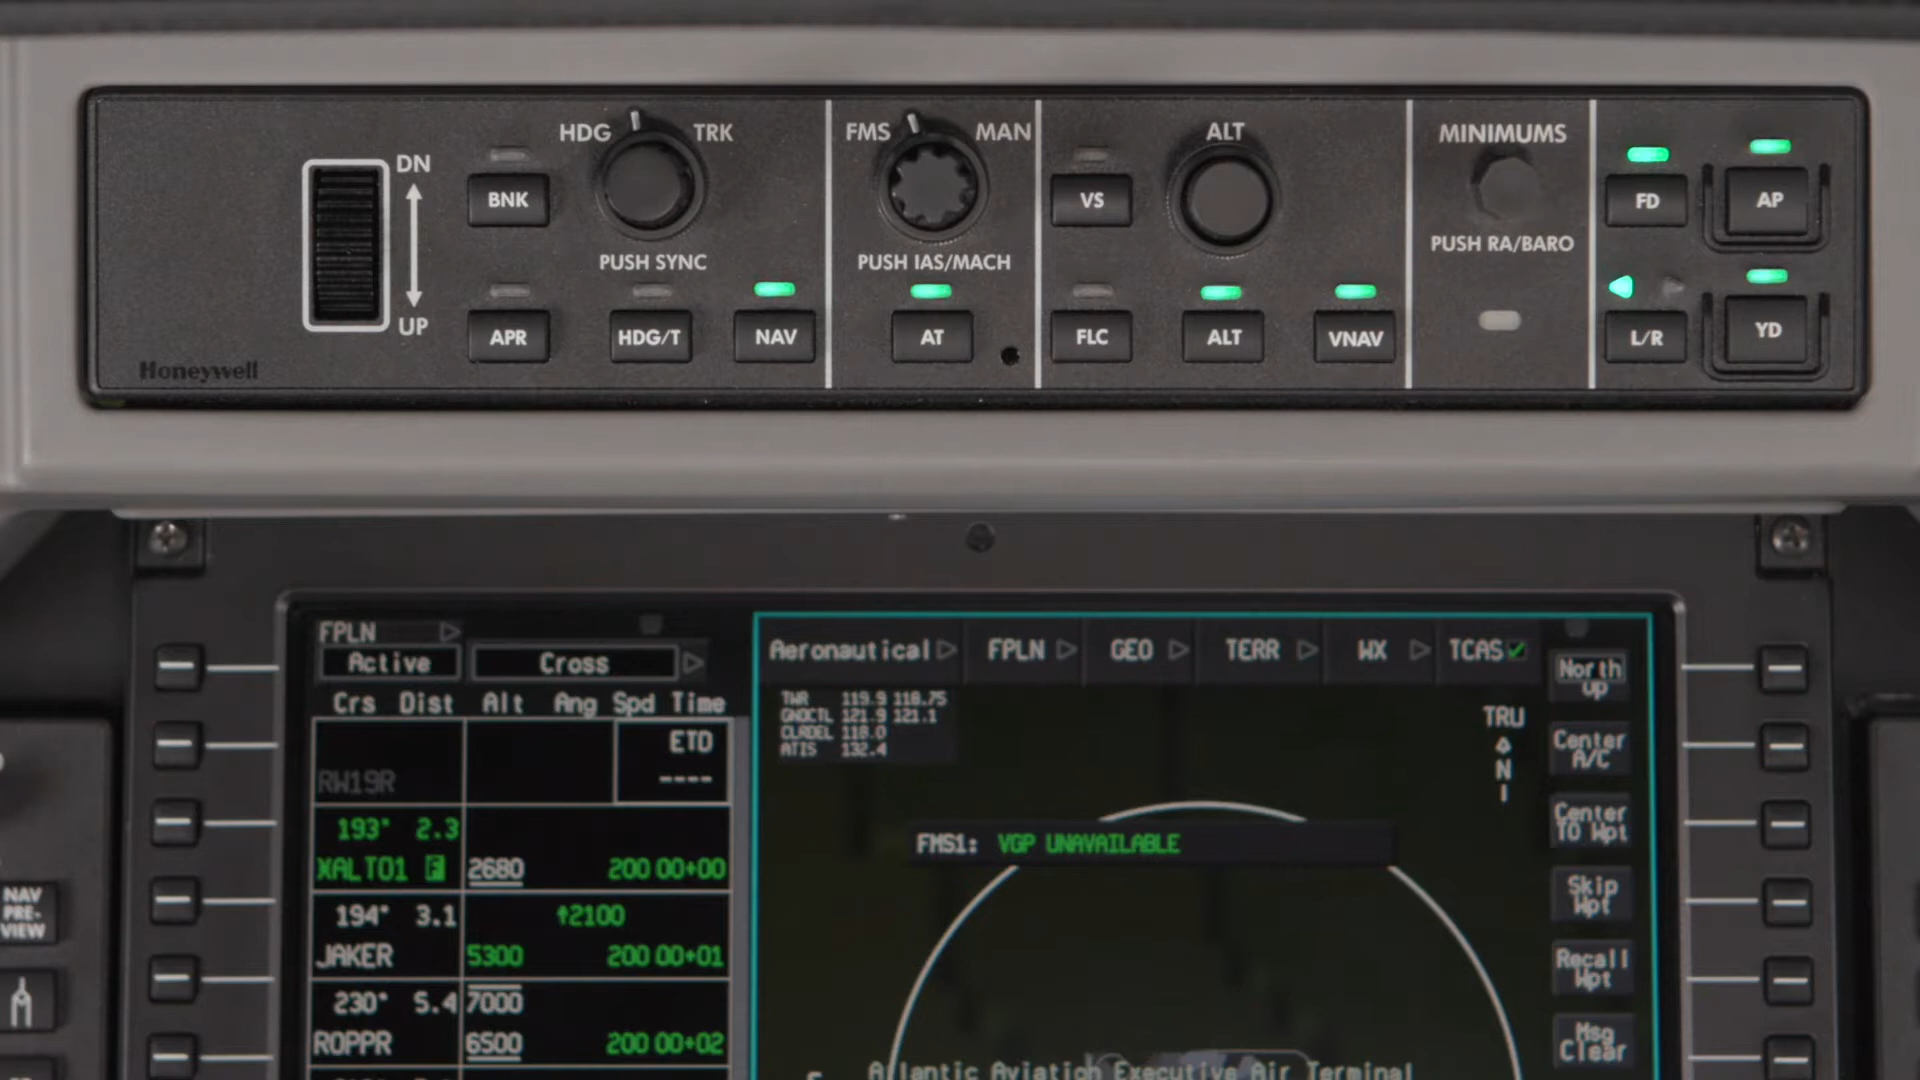 HDG TRK FMS MAN ALT MINIMUMS
DN
BNK VS FD AP
PUSH SYNC PUSH IAS/MACH PUSH RA/BARO
UP
APR HDG/T NAV AT FLC ALT VNAV L/R YD
Honeywell
FPLN
Active Cross
Crs Dist Alt Ang Spd Time
ETD
RW19R ----
193° 2.3
XALTO1 F 2680 200 00+00
194° 3.1 ↑2100
JAKER 5300 200 00+01
230° 5.4 7000
ROPPR 6500 200 00+02
Aeronautical FPLN GEO TERR WX TCAS
TWR 119.9 118.75
GNDCTL 121.9 121.1
CLRDEL 118.0
ATIS 132.4
TRU
N
FMS1: VGP UNAVAILABLE
Atlantic Aviation Executive Air Terminal
North
Up
Center
A/C
Center
TO Wpt
Skip
Wpt
Recall
Wpt
Msg
Clear
NAV
PRE-
VIEW